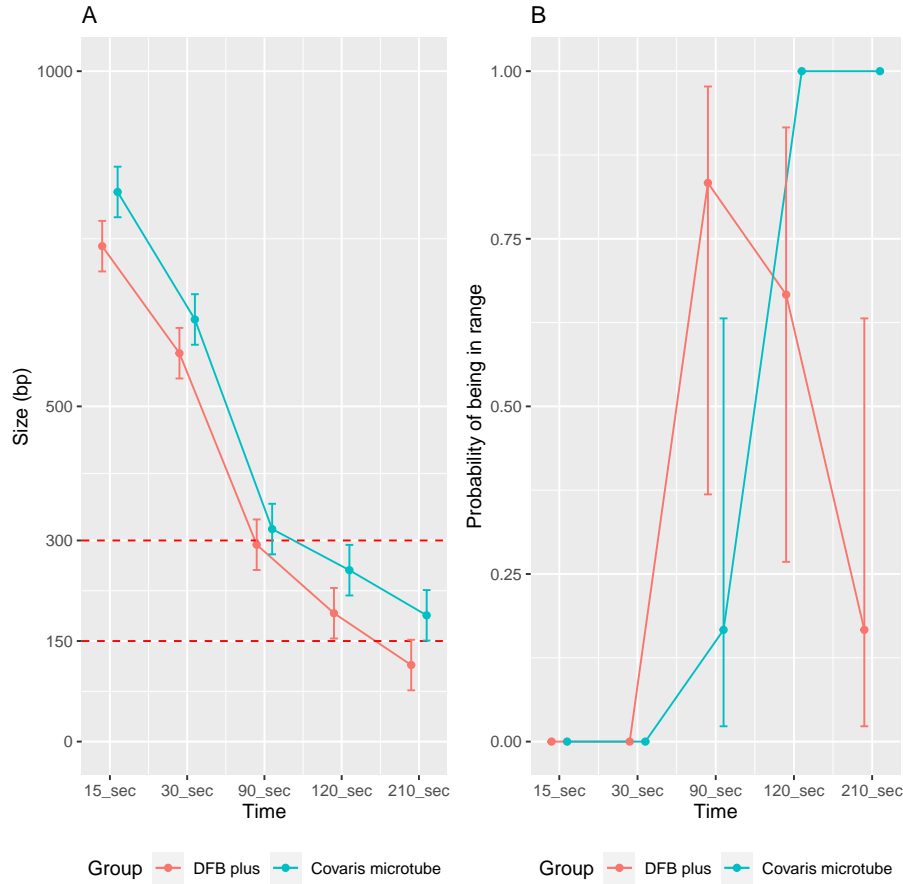 A
Size (bp)
1000
500
300
150
0
15_sec 30_sec 90_sec 120_sec 210_sec
Time
Group DFB plus Covaris microtube
B
Probability of being in range
1.00
0.75
0.50
0.25
0.00
15_sec 30_sec 90_sec 120_sec 210_sec
Time
Group DFB plus Covaris microtube